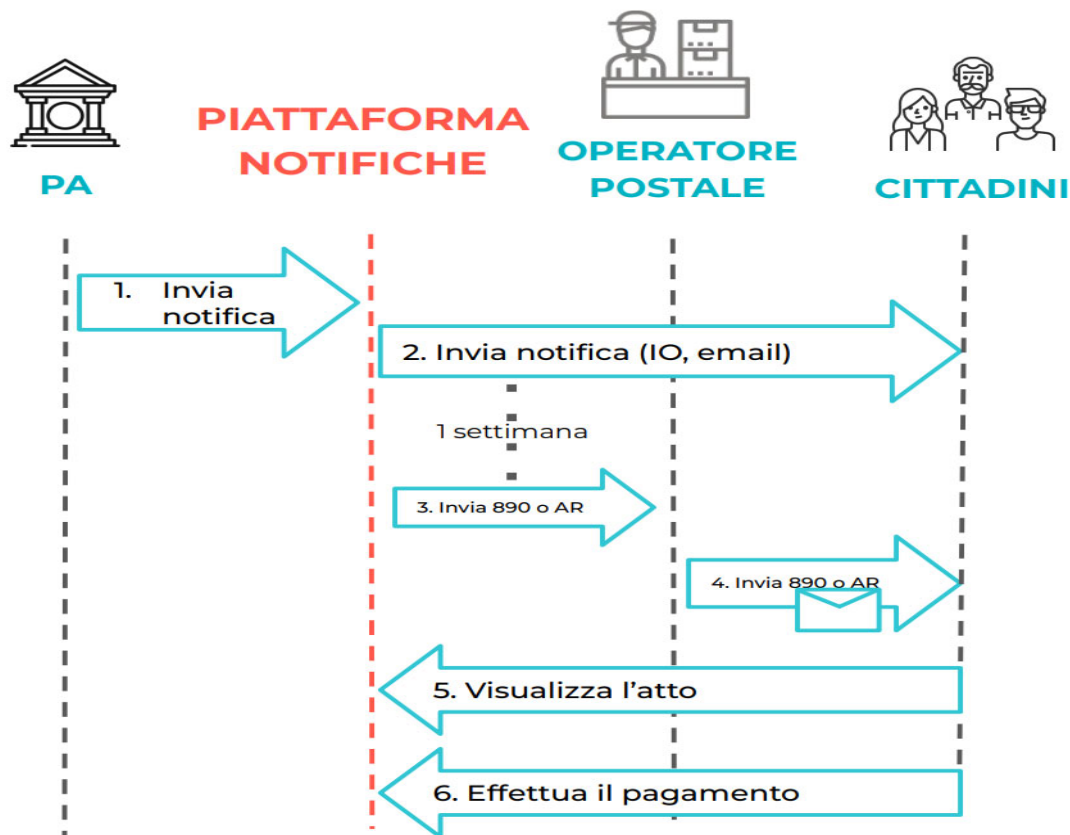 PA
PIATTAFORMA
NOTIFICHE
OPERATORE
POSTALE
CITTADINI
1. Invia
notifica
2. Invia notifica (IO, email)
1 settimana
3. Invia 890 o AR
4. Invia 890 o AR
5. Visualizza l'atto
6. Effettua il pagamento